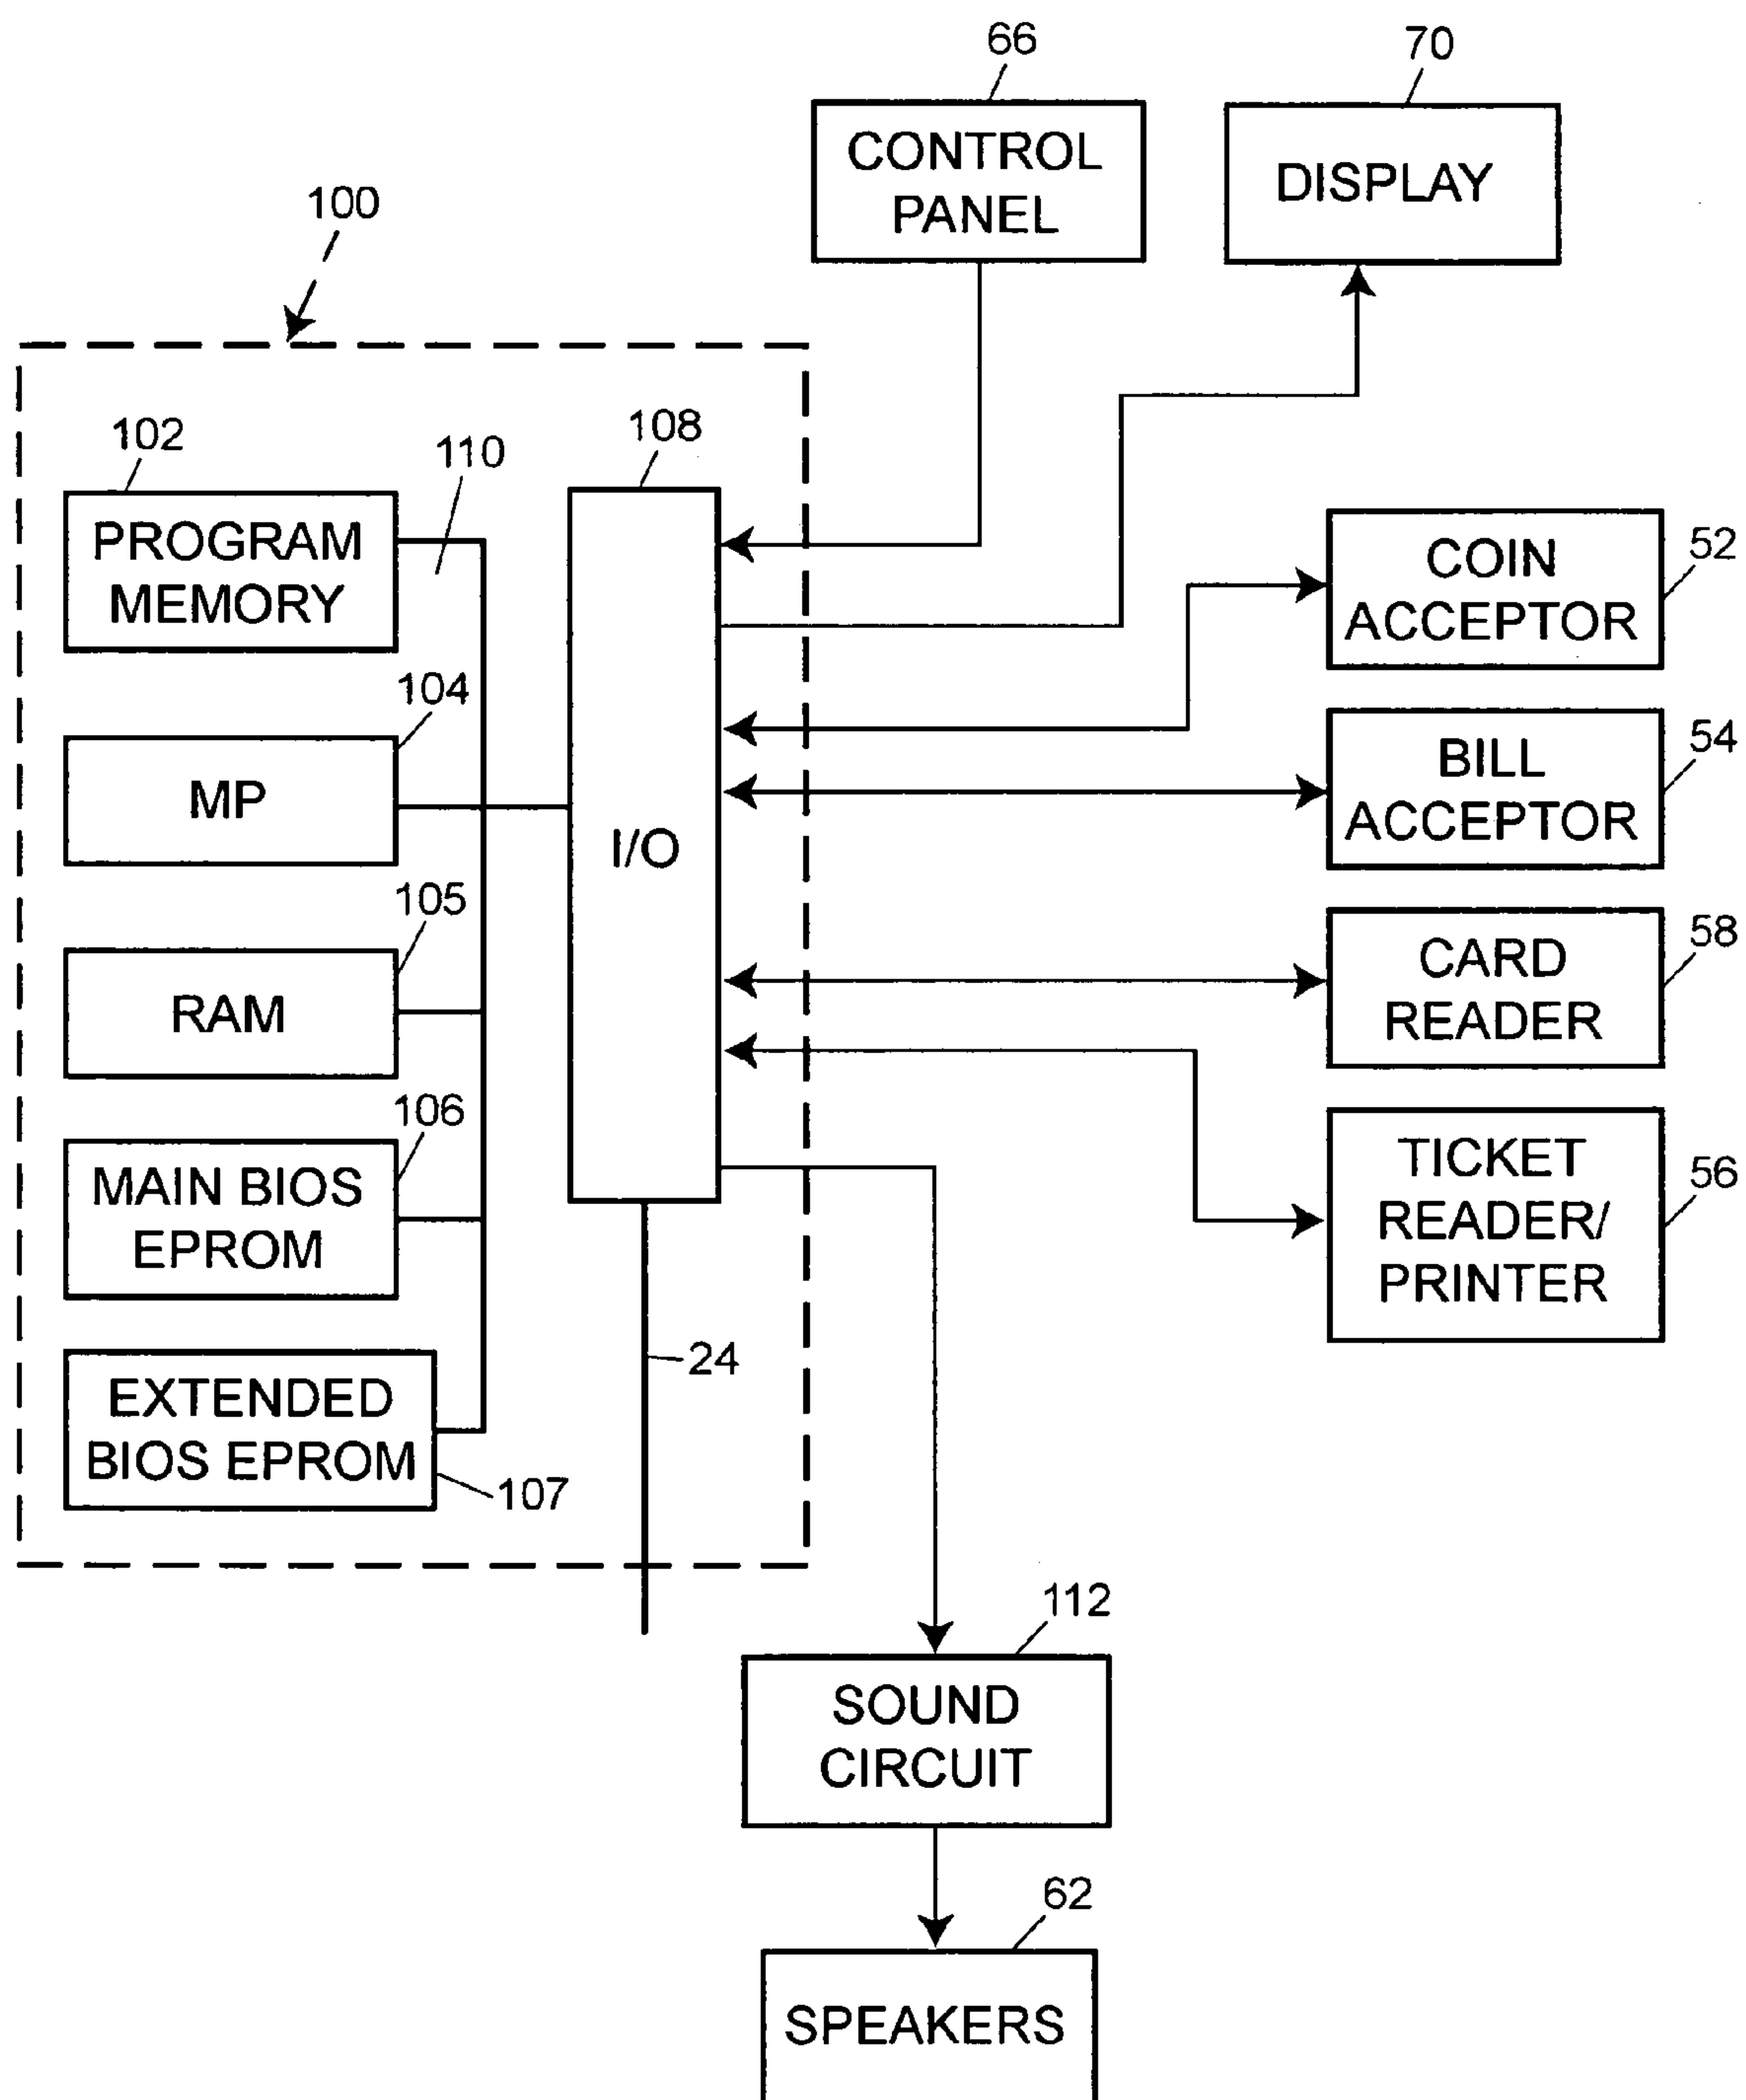 66
70
CONTROL
PANEL
DISPLAY
100
102
110
108
PROGRAM
MEMORY
52
COIN
ACCEPTOR
104
MP
54
BILL
ACCEPTOR
I/O
105
RAM
58
CARD
READER
106
MAIN BIOS
EPROM
56
TICKET
READER/
PRINTER
24
EXTENDED
BIOS EPROM
107
112
SOUND
CIRCUIT
62
SPEAKERS